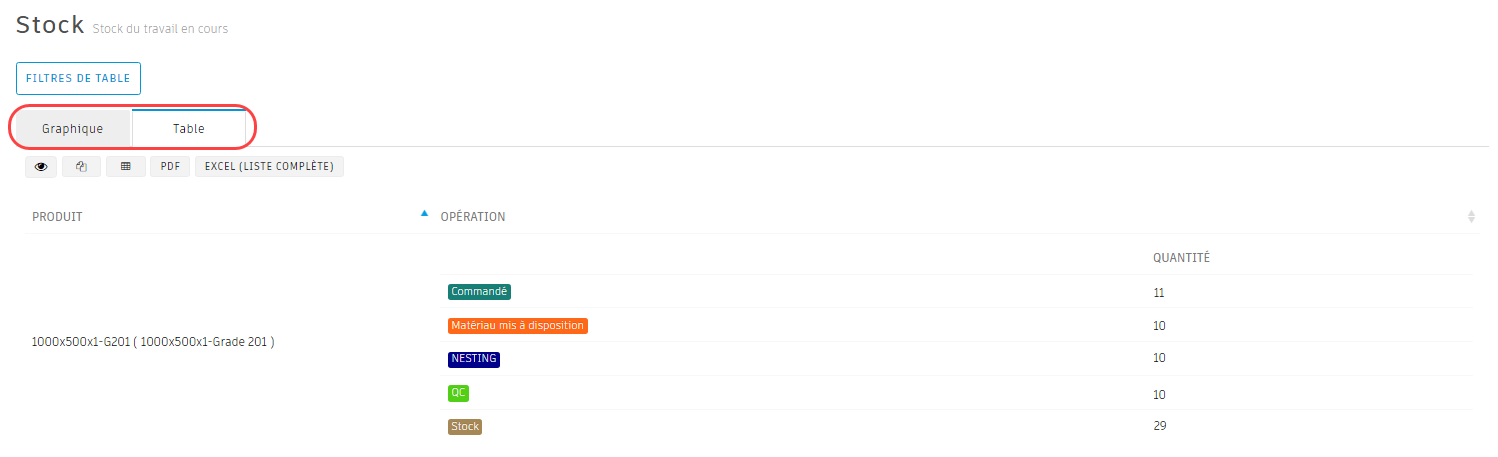 Stock Stock du travail en cours
FILTRES DE TABLE
Graphique Table
PDF EXCEL (LISTE COMPLÈTE)
PRODUIT OPÉRATION
QUANTITÉ
Commandé 11
Matériau mis à disposition 10
1000x500x1-G201 ( 1000x500x1-Grade 201 )
NESTING 10
QC 10
Stock 29